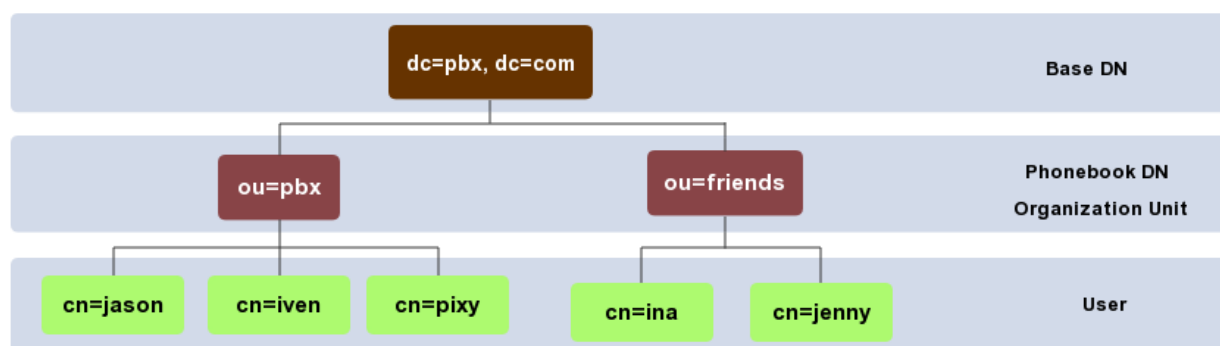 dc=pbx, dc=com
Base DN
ou=pbx
ou=friends
Phonebook DN
Organization Unit
cn=jason
cn=iven
cn=pixy
cn=ina
cn=jenny
User